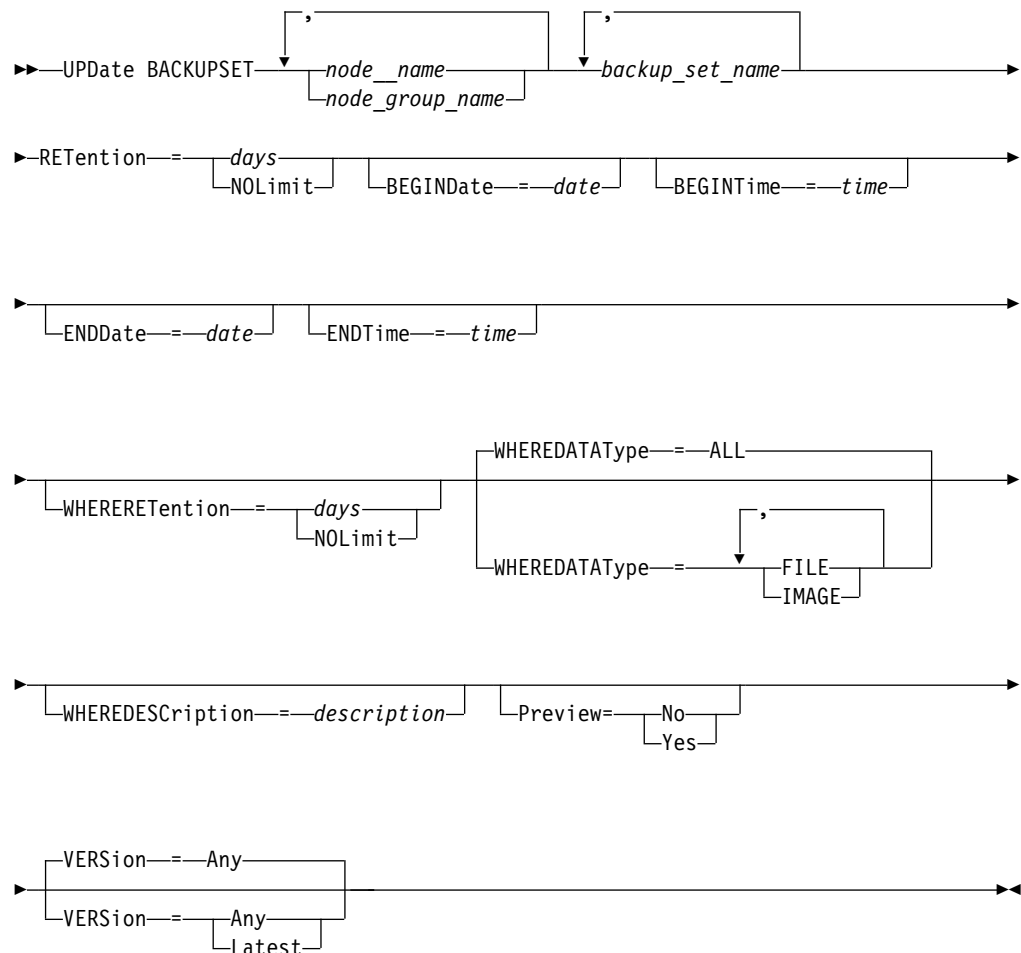 , ,
UPDate BACKUPSET node__name backup_set_name
node_group_name
RETention = days BEGINDate = date BEGINTime = time
NOLimit
ENDDate = date ENDTime = time
WHEREDATAType = ALL
WHERERETention = days
NOLimit
,
WHEREDATAType = FILE
IMAGE
WHEREDESCription = description Preview= No
Yes
VERSion = Any
VERSion = Any
Latest